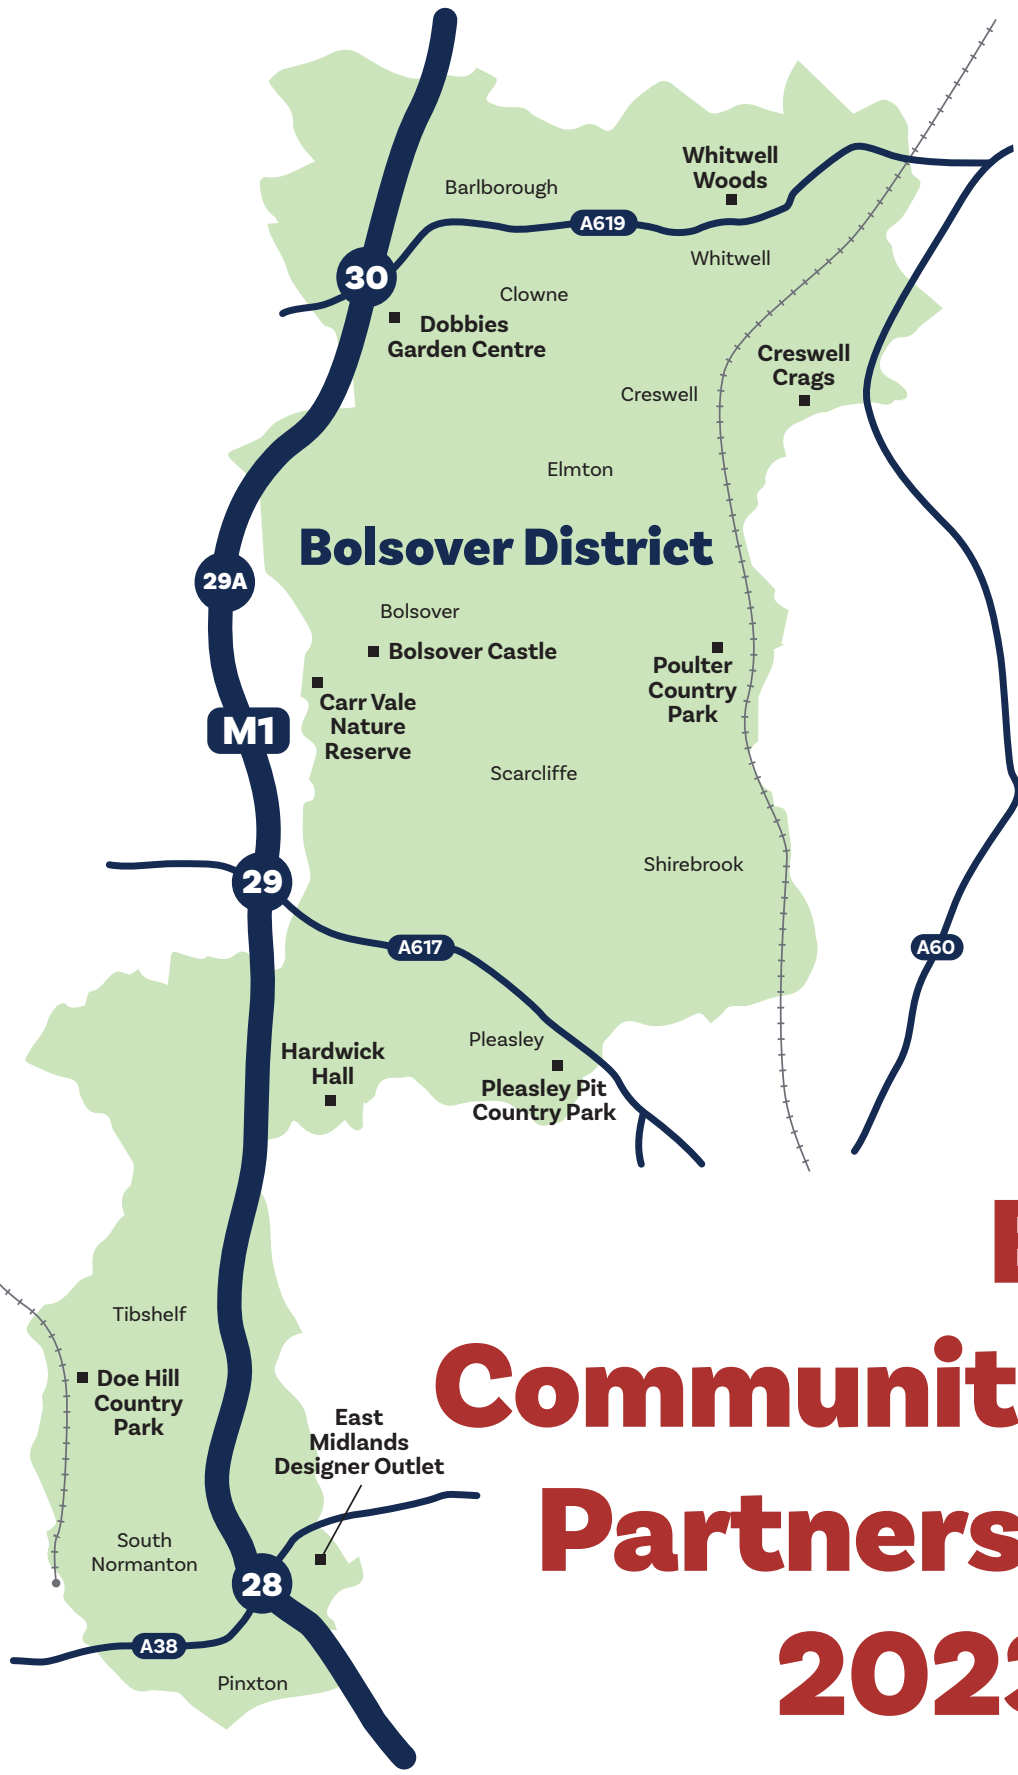 Whitwell
Woods
Barlborough
A619
Whitwell
30
Clowne
Dobbies
Garden Centre
Creswell
Crags
Creswell
Elmton
Bolsover District
29A
Bolsover
Bolsover Castle
Poulter
Country
Park
Carr Vale
Nature
Reserve
M1
Scarcliffe
Shirebrook
29
A617
A60
Pleasley
Hardwick
Hall
Pleasley Pit
Country Park
Tibshelf
Communit
Doe Hill
Country
Park
East
Midlands
Designer Outlet
Partners
South
Normanton
28
A38
202
Pinxton